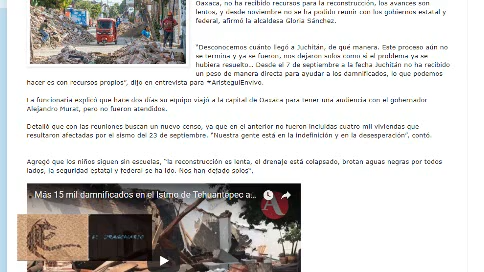 Oaxaca, no ha recibido recursos para la reconstrucción, los avances son
lentos, y desde noviembre no se ha podido reunir con los gobiernos estatal y
federal, afirmó la alcaldesa Gloria Sánchez.
"Desconocemos cuánto llegó a Juchitán, de qué manera. Este proceso aún no
se termina y ya se fueron, nos dejaron solos como si el problema ya se
hubiera resuelto... Desde el 7 de septiembre a la fecha Juchitán no ha recibido
un peso de manera directa para ayudar a los damnificados, lo que podemos
hacer es con recursos propios", dijo en entrevista para #AristeguiEnVivo.
La funcionaria explicó que hace dos días su equipo viajó a la capital de Oaxaca para tener una audiencia con el gobernador
Alejandro Murat, pero no fueron atendidos.
Detalló que con las reuniones buscan un nuevo censo, ya que en el anterior no fueron incluidas cuatro mil viviendas que
resultaron afectadas por el sismo del 23 de septiembre. "Nuestra gente está en la indefinición y en la desesperación", contó.
Agregó que los niños siguen sin escuelas, "la reconstrucción es lenta, el drenaje está colapsado, brotan aguas negras por todos
lados, la seguridad estatal y federal se ha ido. Nos han dejado solos",
Más 15 mil damnificados en el Istmo de Tehuantepec a...